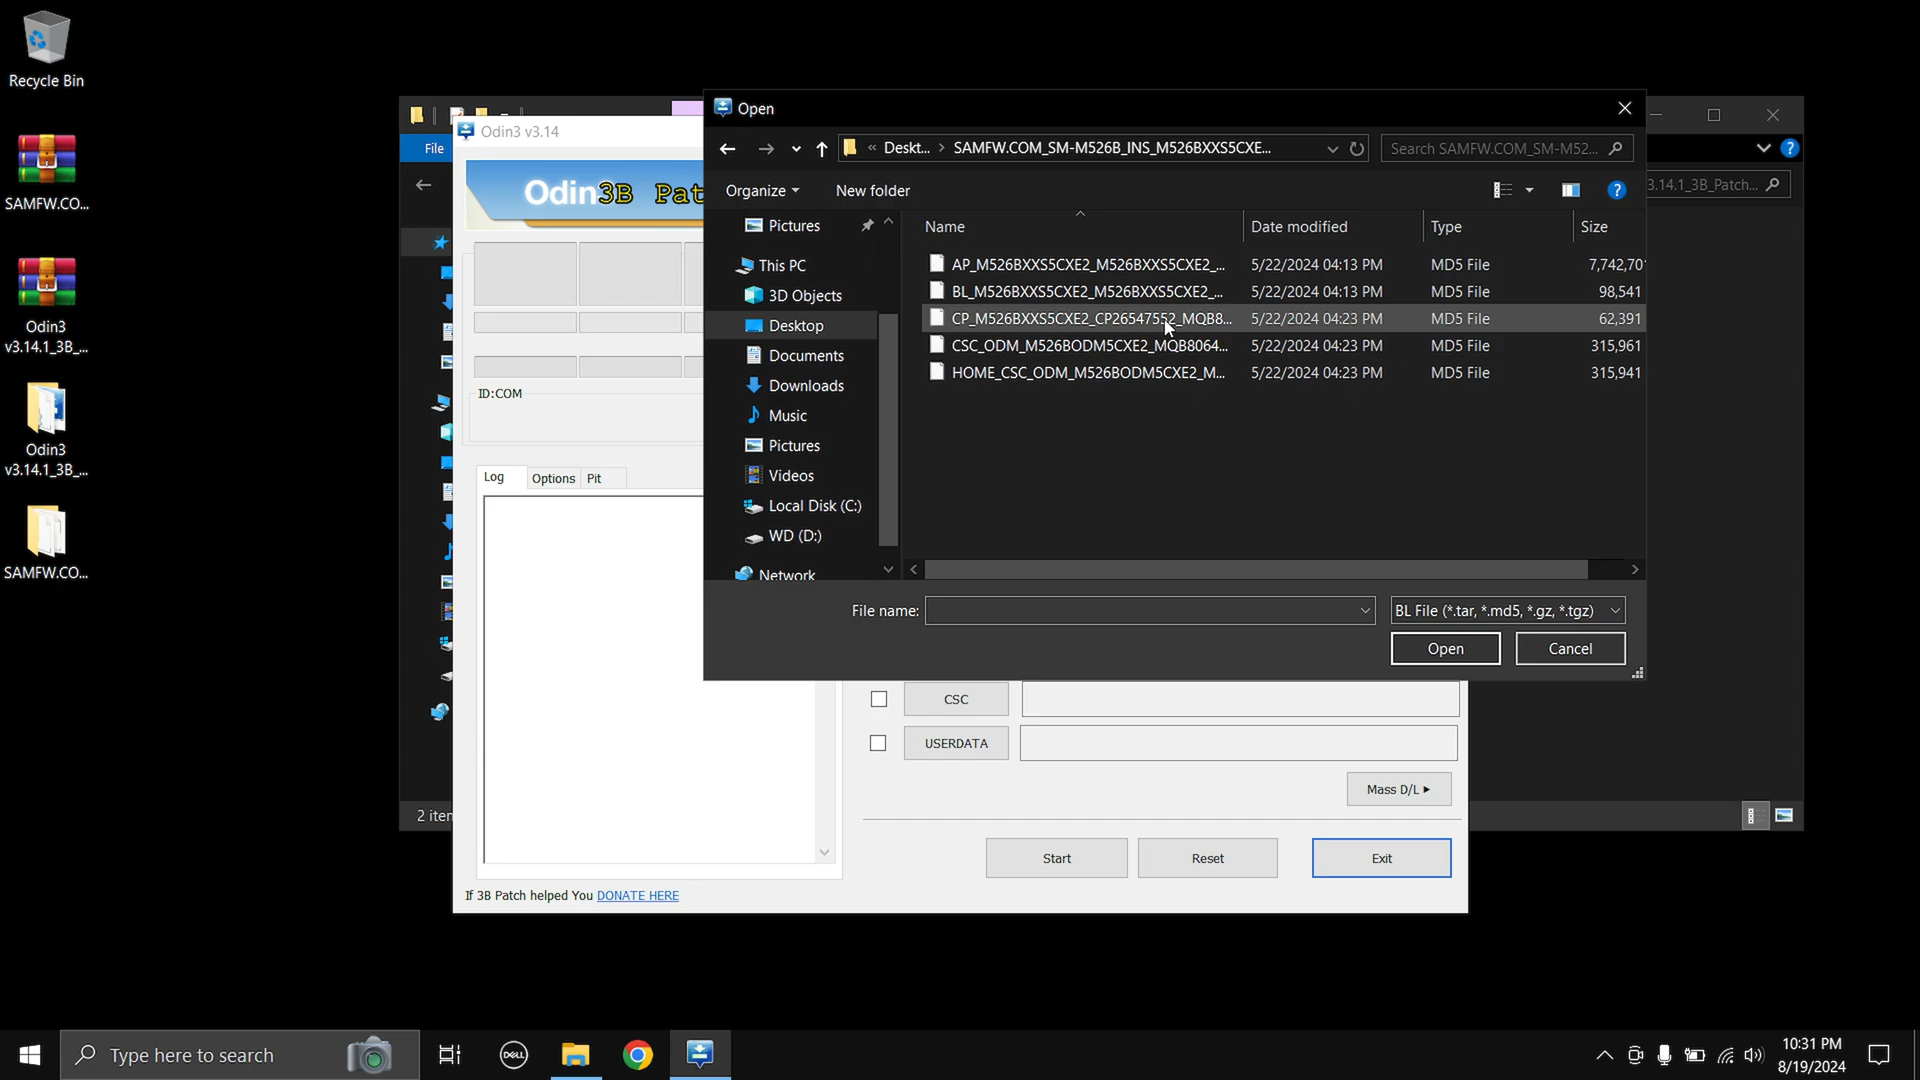 Recycle Bin
SAMFW.CO...
Odin3
v3.14.1_3B_...
Odin3
v3.14.1_3B_...
SAMFW.CO...
File
Odin3 v3.14
Odin3B Pat
ID:COM
Log
Options
Pit
Open
« Deskt... > SAMFW.COM_SM-M526B_INS_M526BXXS5CXE...
Search SAMFW.COM_SM-M52...
3.14.1_3B_Patch...
Organize
New folder
Pictures
This PC
3D Objects
Desktop
Documents
Downloads
Music
Pictures
Videos
Local Disk (C:)
WD (D:)
Network
Name Date modified Type Size
AP_M526BXXS5CXE2_M526BXXS5CXE2_... 5/22/2024 04:13 PM MD5 File 7,742,701
BL_M526BXXS5CXE2_M526BXXS5CXE2_... 5/22/2024 04:13 PM MD5 File 98,541
CP_M526BXXS5CXE2_CP26547552_MQB8... 5/22/2024 04:23 PM MD5 File 62,391
CSC_ODM_M526BODM5CXE2_MQB8064... 5/22/2024 04:23 PM MD5 File 315,961
HOME_CSC_ODM_M526BODM5CXE2_M... 5/22/2024 04:23 PM MD5 File 315,941
File name:
BL File (*.tar, *.md5, *.gz, *.tgz)
Open
Cancel
CSC
USERDATA
Mass D/L
Start
Reset
Exit
2 iten
If 3B Patch helped You DONATE HERE
Type here to search
DELL
10:31 PM
8/19/2024